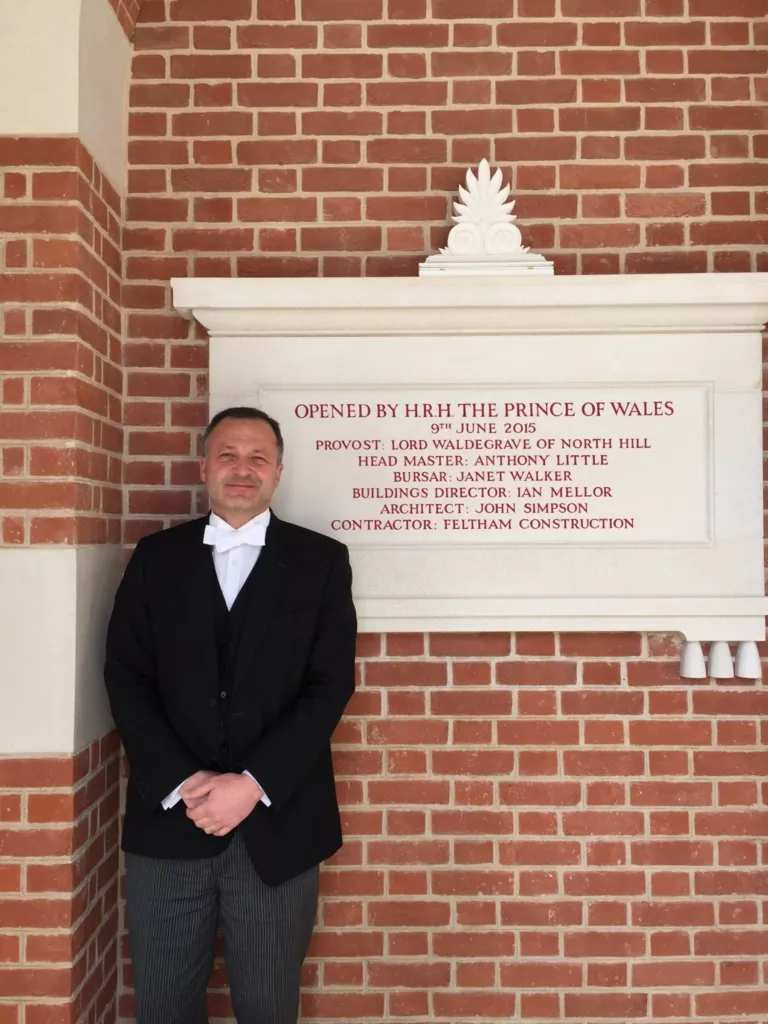 OPENED BY H.R.H. THE PRINCE OF WALES
9TH JUNE 2015
PROVOST: LORD WALDEGRAVE OF NORTH HILL
HEAD MASTER: ANTHONY LITTLE
BURSAR: JANET WALKER
BUILDINGS DIRECTOR: IAN MELLOR
ARCHITECT: JOHN SIMPSON
CONTRACTOR: FELTHAM CONSTRUCTION